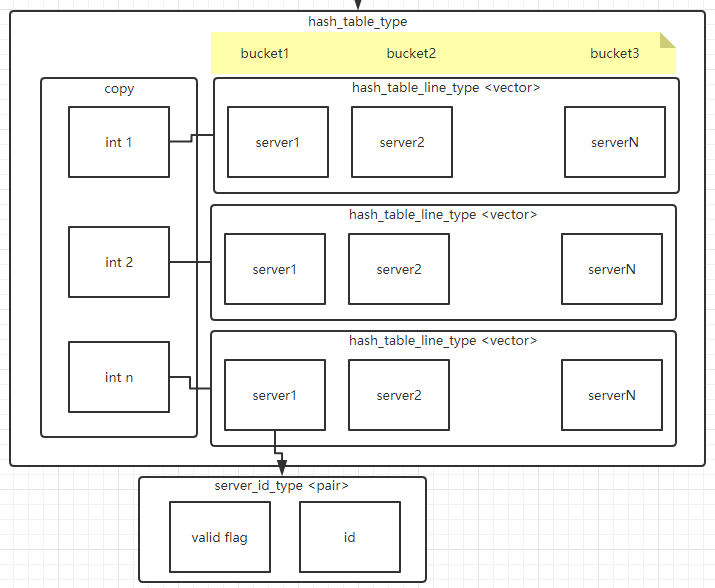 hash_table_type
bucket1 bucket2 bucket3
copy
hash_table_line_type <vector>
int 1
server1 server2 serverN
hash_table_line_type <vector>
int 2
server1 server2 serverN
hash_table_line_type <vector>
int n
server1 server2 serverN
server_id_type <pair>
valid flag id